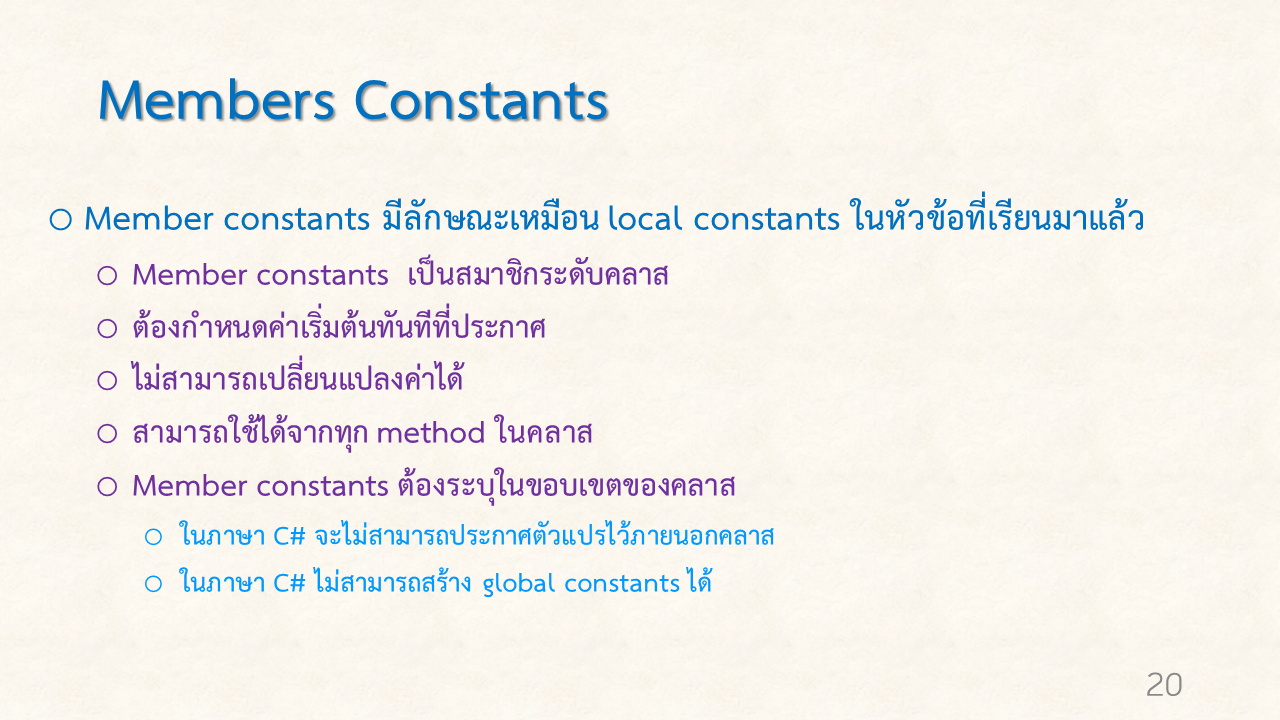 Members Constants
Member constants มีลักษณะเหมือน local constants ในหัวข้อที่เรียนมาแล้ว
Member constants เป็นสมาชิกระดับคลาส
ต้องกำหนดค่าเริ่มต้นทันทีที่ประกาศ
ไม่สามารถเปลี่ยนแปลงค่าได้
สามารถใช้ได้จากทุก method ในคลาส
Member constants ต้องระบุในขอบเขตของคลาส
ในภาษา C# จะไม่สามารถประกาศตัวแปรไว้ภายนอกคลาส
ในภาษา C# ไม่สามารถสร้าง global constants ได้
20